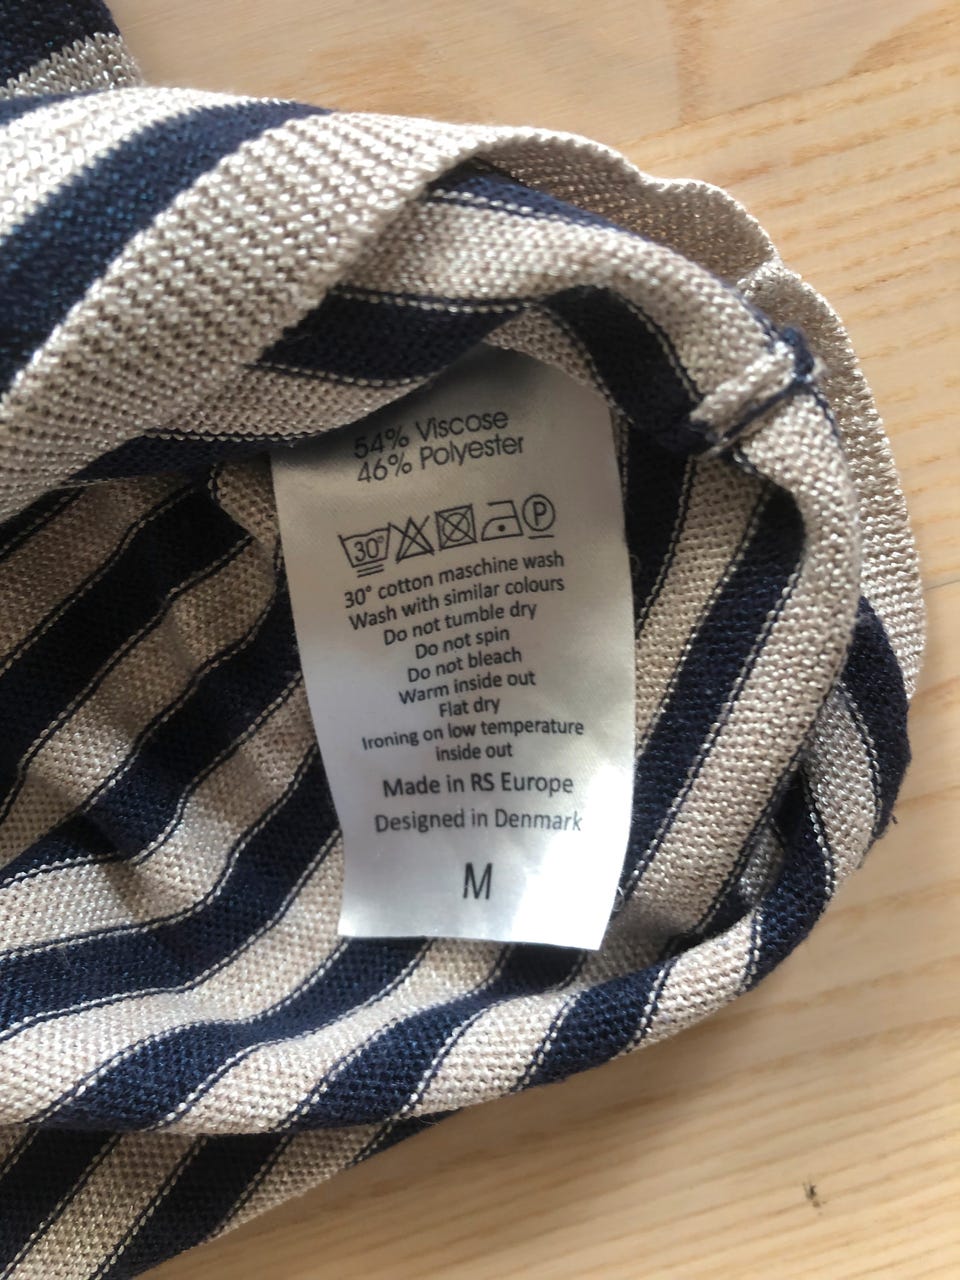 54% Viscose
46% Polyester
30° P
30° cotton maschine wash
Wash with similar colours
Do not tumble dry
Do not spin
Do not bleach
Warm inside out
Flat dry
Ironing on low temperature
inside out
Made in RS Europe
Designed in Denmark
M